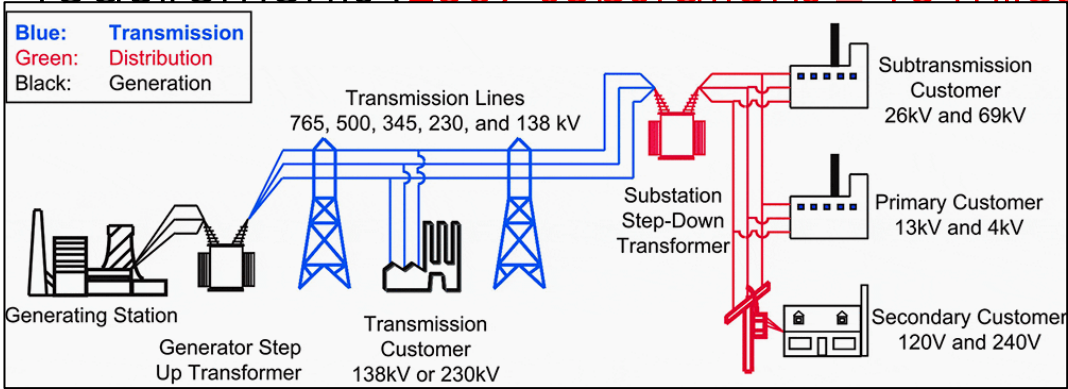 Blue: Transmission
Green: Distribution
Black: Generation
Transmission Lines
765, 500, 345, 230, and 138 kV
Subtransmission
Customer
26kV and 69kV
Substation
Step-Down
Transformer
Primary Customer
13kV and 4kV
Generating Station
Generator Step
Up Transformer
Transmission
Customer
138kV or 230kV
Secondary Customer
120V and 240V